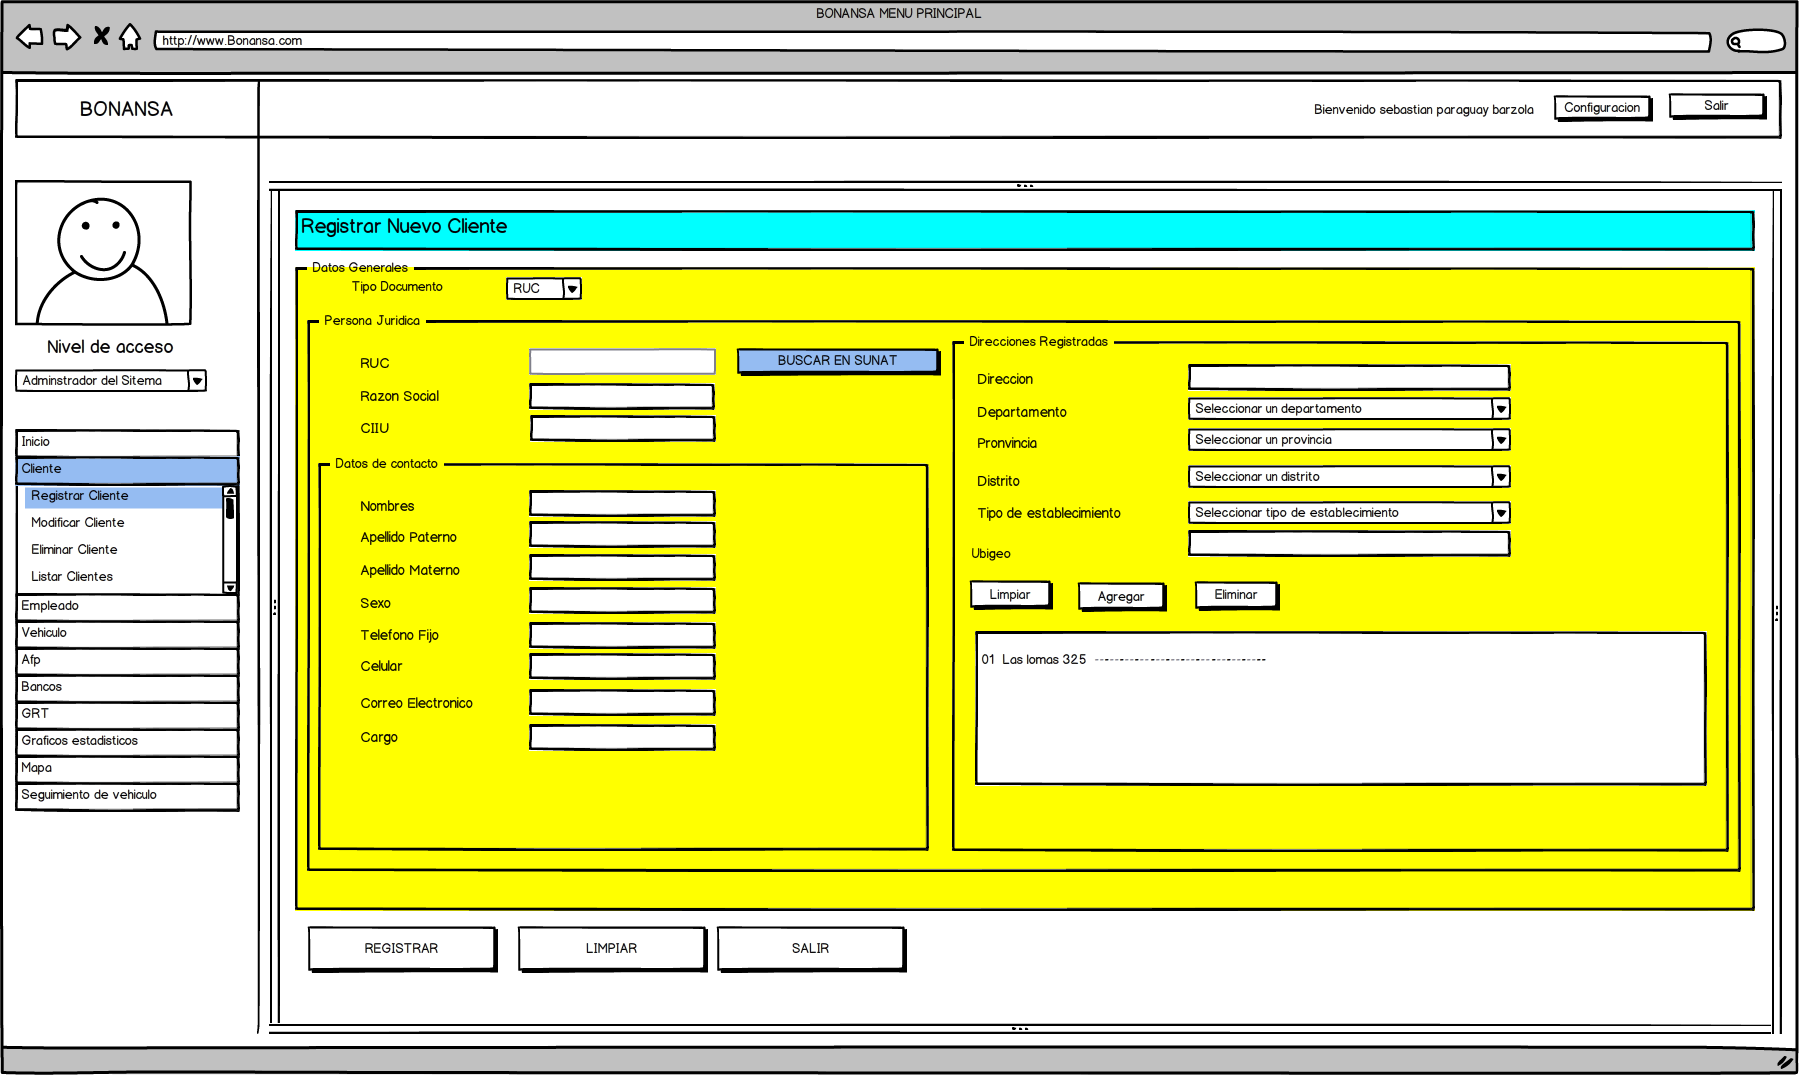 BONANSA MENU PRINCIPAL
http://www.Bonansa.com
BONANSA
Bienvenido sebastian paraguay barzola
Configuracion
Salir
Nivel de acceso
Adminstrador del Sitema
Inicio
Cliente
Registrar Cliente
Modificar Cliente
Eliminar Cliente
Listar Clientes
Empleado
Vehiculo
Afp
Bancos
GRT
Graficos estadisticos
Mapa
Seguimiento de vehiculo
Registrar Nuevo Cliente
Datos Generales
Tipo Documento
RUC
Persona Juridica
RUC
BUSCAR EN SUNAT
Razon Social
CIIU
Datos de contacto
Nombres
Apellido Paterno
Apellido Materno
Sexo
Telefono Fijo
Celular
Correo Electronico
Cargo
Direcciones Registradas
Direccion
Departamento
Seleccionar un departamento
Pronvincia
Seleccionar un provincia
Distrito
Seleccionar un distrito
Tipo de establecimiento
Seleccionar tipo de establecimiento
Ubigeo
Limpiar
Agregar
Eliminar
01 Las lomas 325 ------------------------------
REGISTRAR
LIMPIAR
SALIR